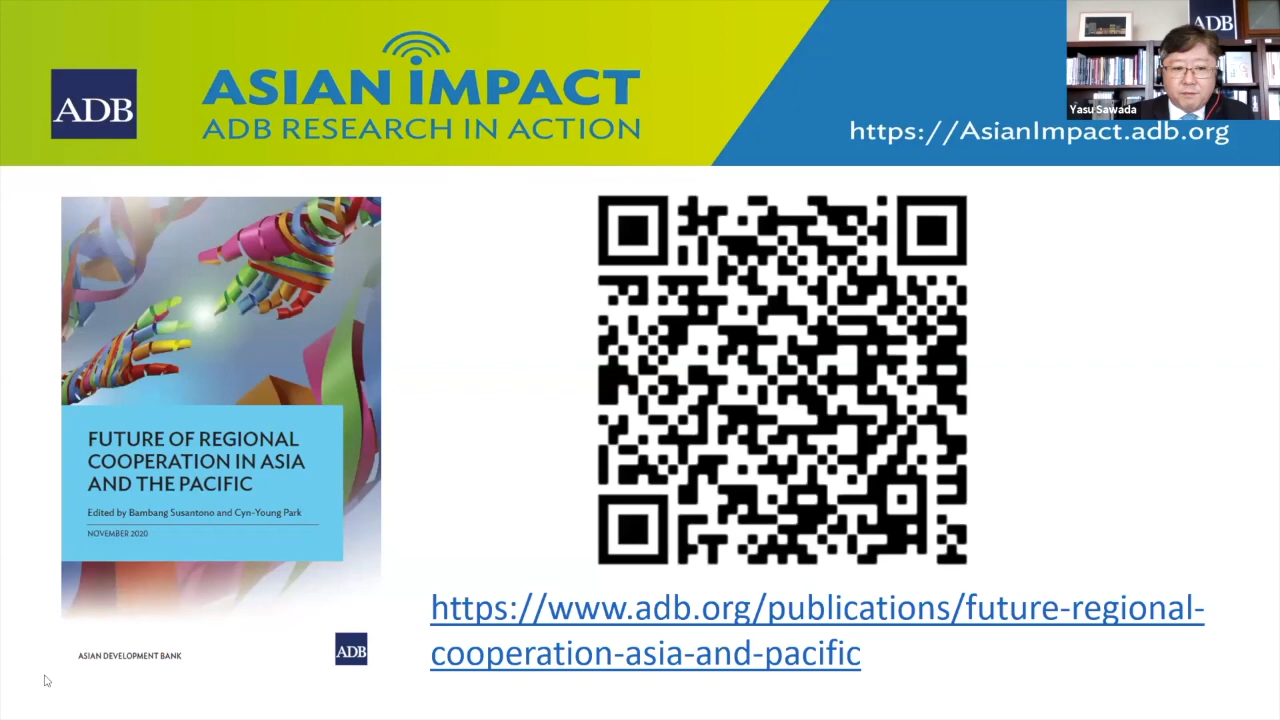 ADB
ASIAN IMPACT
ADB RESEARCH IN ACTION
ADB
Yasu Sawada
https://AsianImpact.adb.org
FUTURE OF REGIONAL
COOPERATION IN ASIA
AND THE PACIFIC
Edited by Bambang Susantono and Cyn-Young Park
NOVEMBER 2020
ASIAN DEVELOPMENT BANK
ADB
https://www.adb.org/publications/future-regional-
cooperation-asia-and-pacific